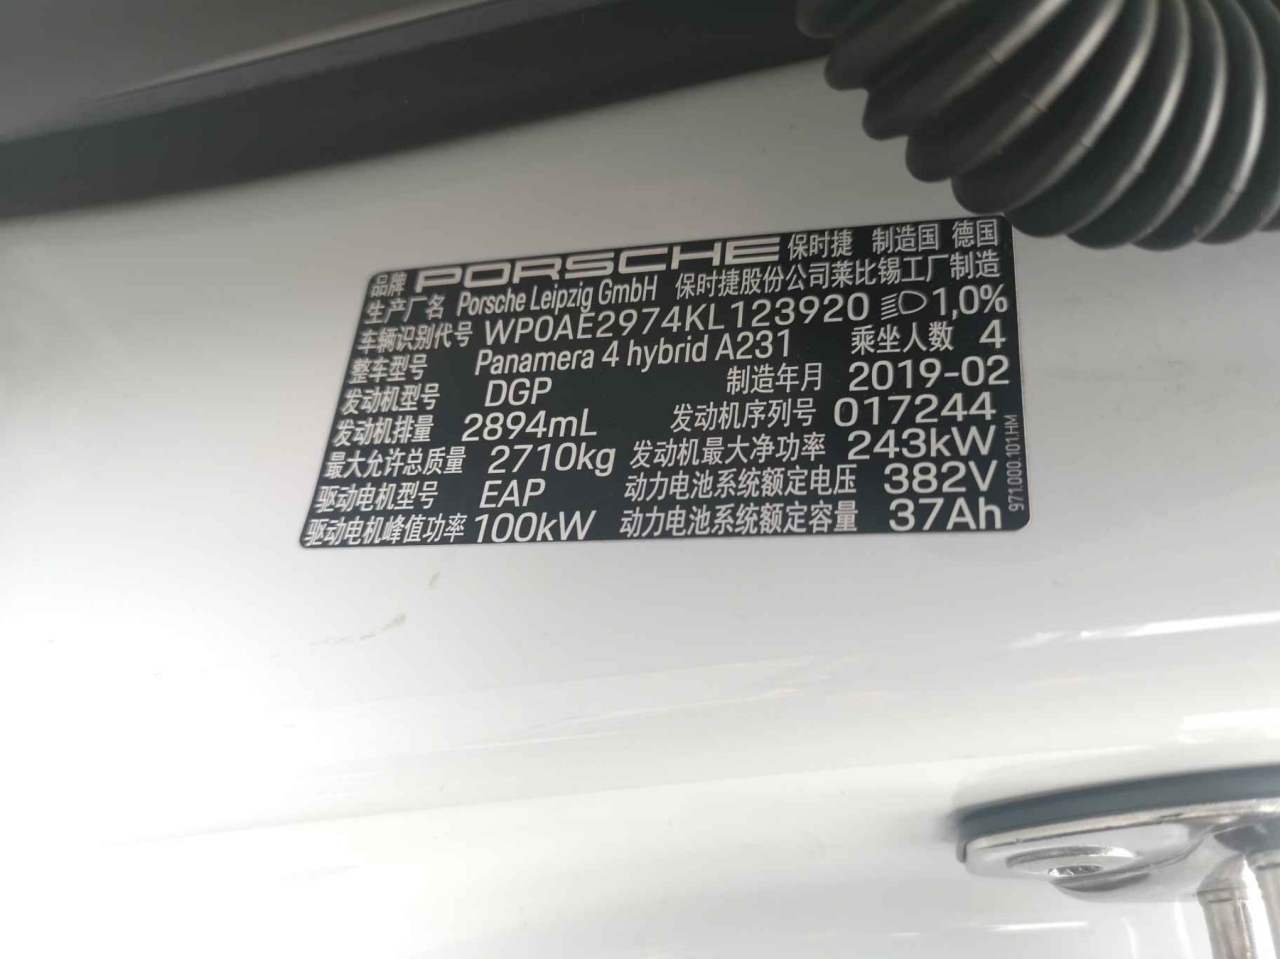 品牌 PORSCHE 保时捷 制造国 德国
生产厂名 Porsche Leipzig GmbH 保时捷股份公司莱比锡工厂制造
车辆识别代号 WP0AE2974KL123920 1,0%
整车型号 Panamera 4 hybrid A231 乘坐人数 4
发动机型号 DGP 制造年月 2019-02
发动机排量 2894mL 发动机序列号 017244
最大允许总质量 2710kg 发动机最大净功率 243kW
驱动电机型号 EAP 动力电池系统额定电压 382V
驱动电机峰值功率 100kW 动力电池系统额定容量 37Ah
971.000.101.HM